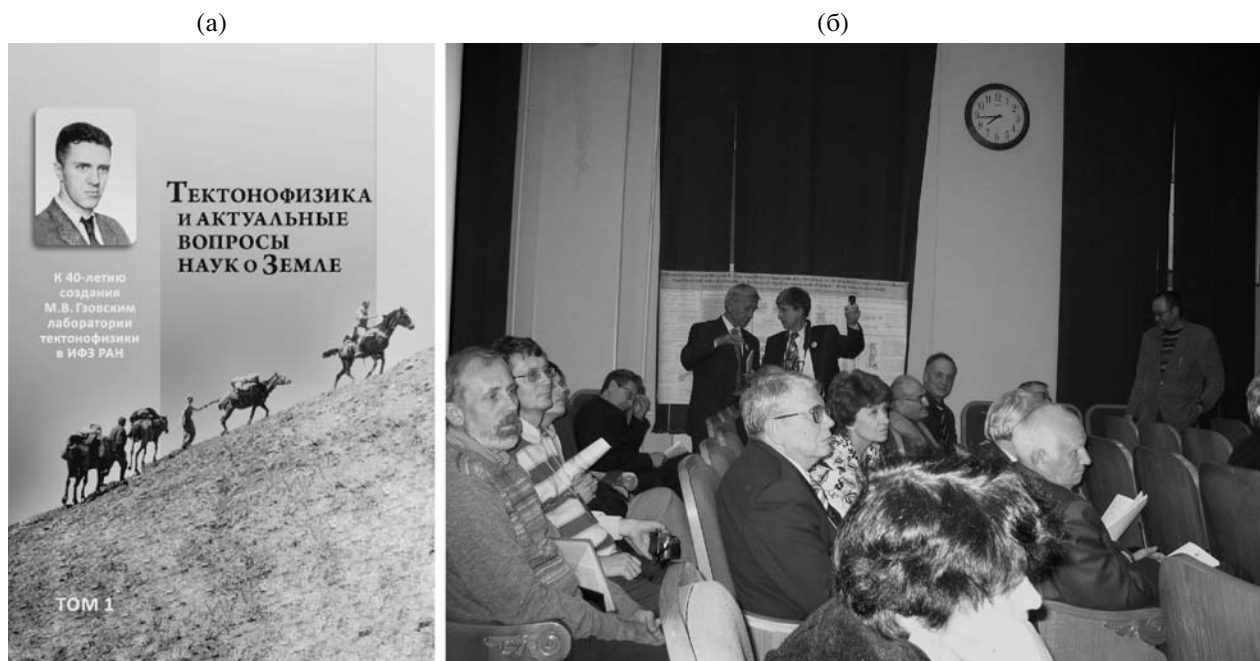 (а)
(б)
ТЕКТОНОФИЗИКА
И АКТУАЛЬНЫЕ
ВОПРОСЫ
НАУК О ЗЕМЛЕ
К 40-летию
создания
М.В. Гзовским
лаборатории
тектонофизики
в ИФЗ РАН
ТОМ 1